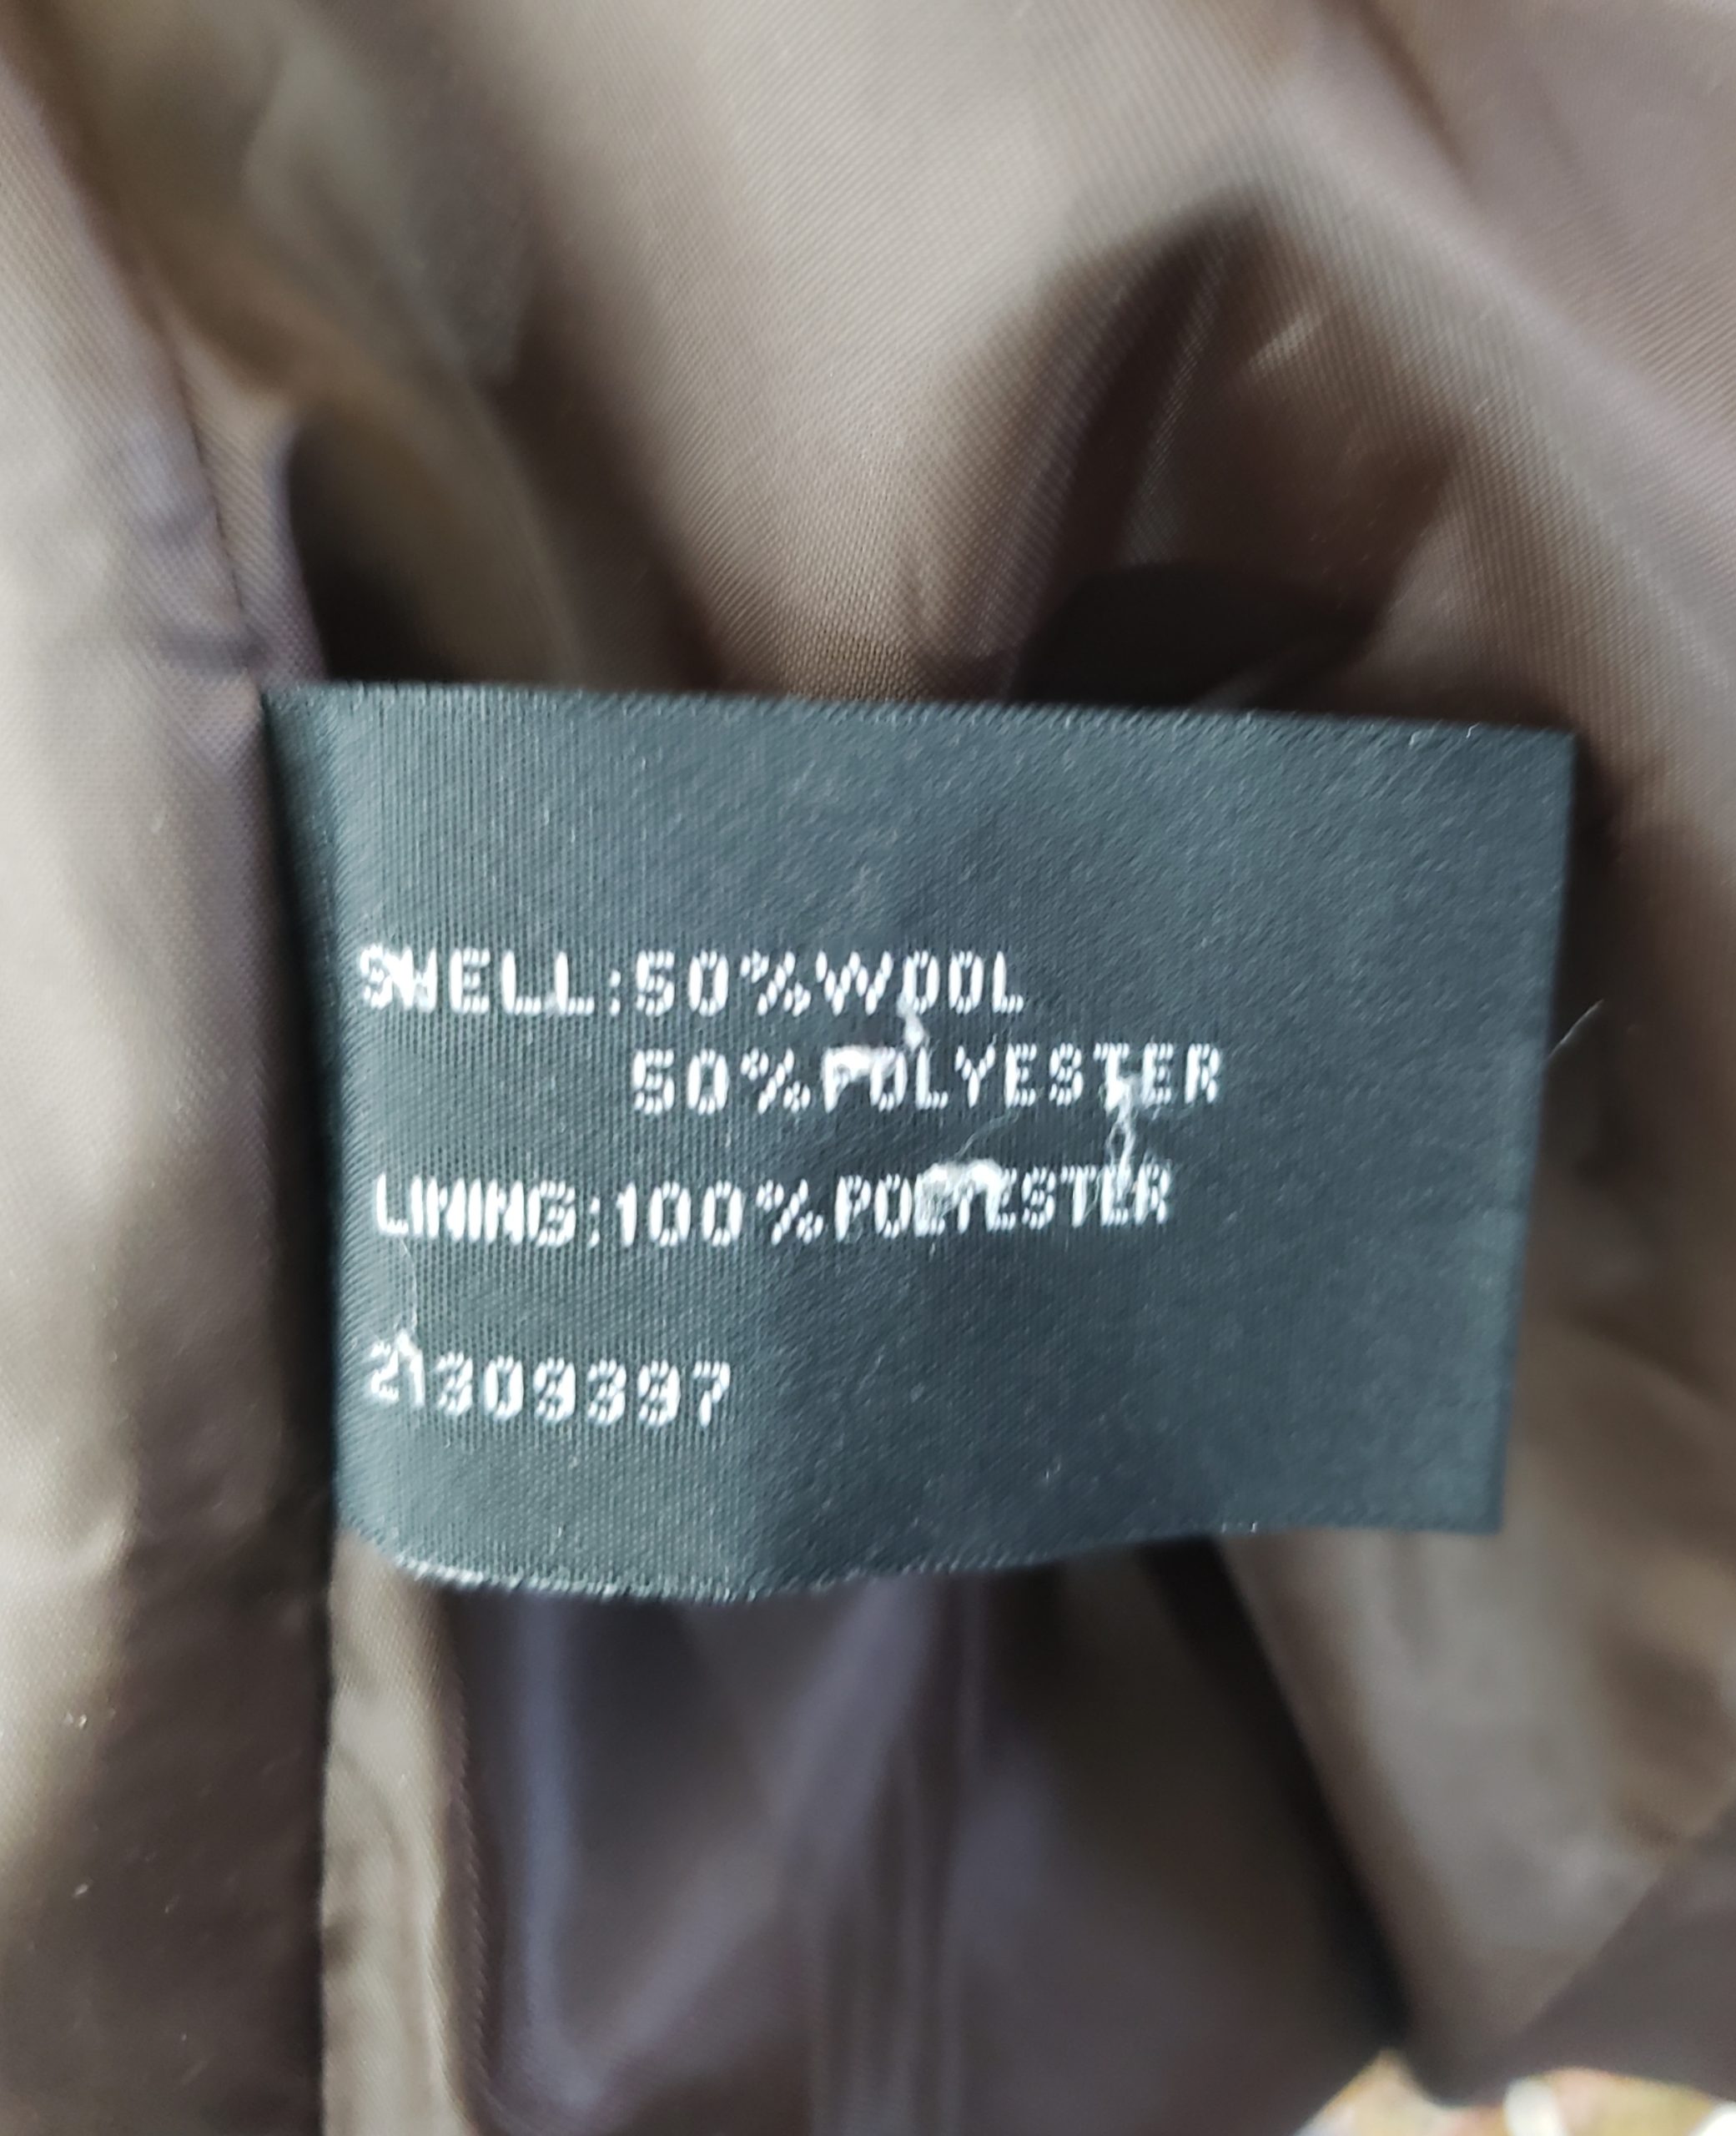 SHELL:50%WOOL
50%POLYESTER
LINING:100%POLYESTER
21309397